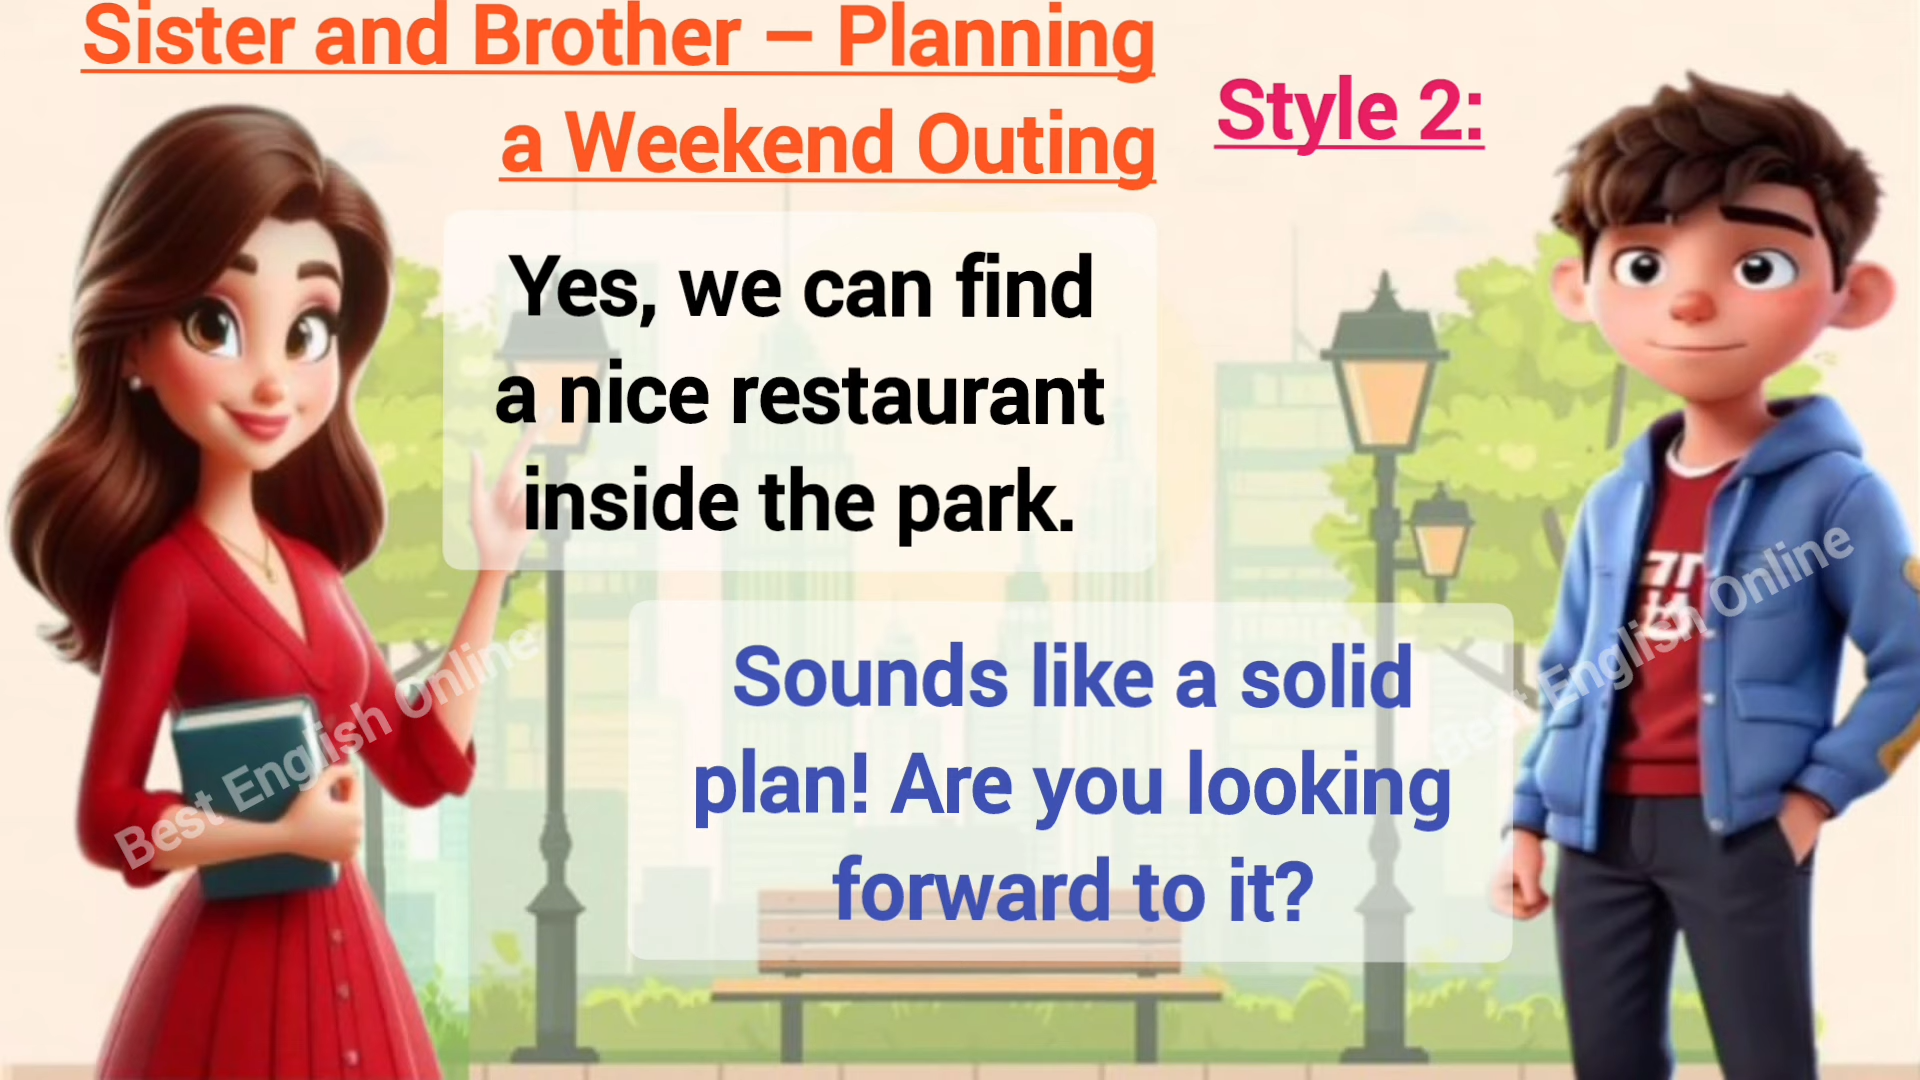 Sister and Brother – Planning
a Weekend Outing
Style 2:
Yes, we can find
a nice restaurant
inside the park.
Sounds like a solid
plan! Are you looking
forward to it?
Best English Online
Best English Online